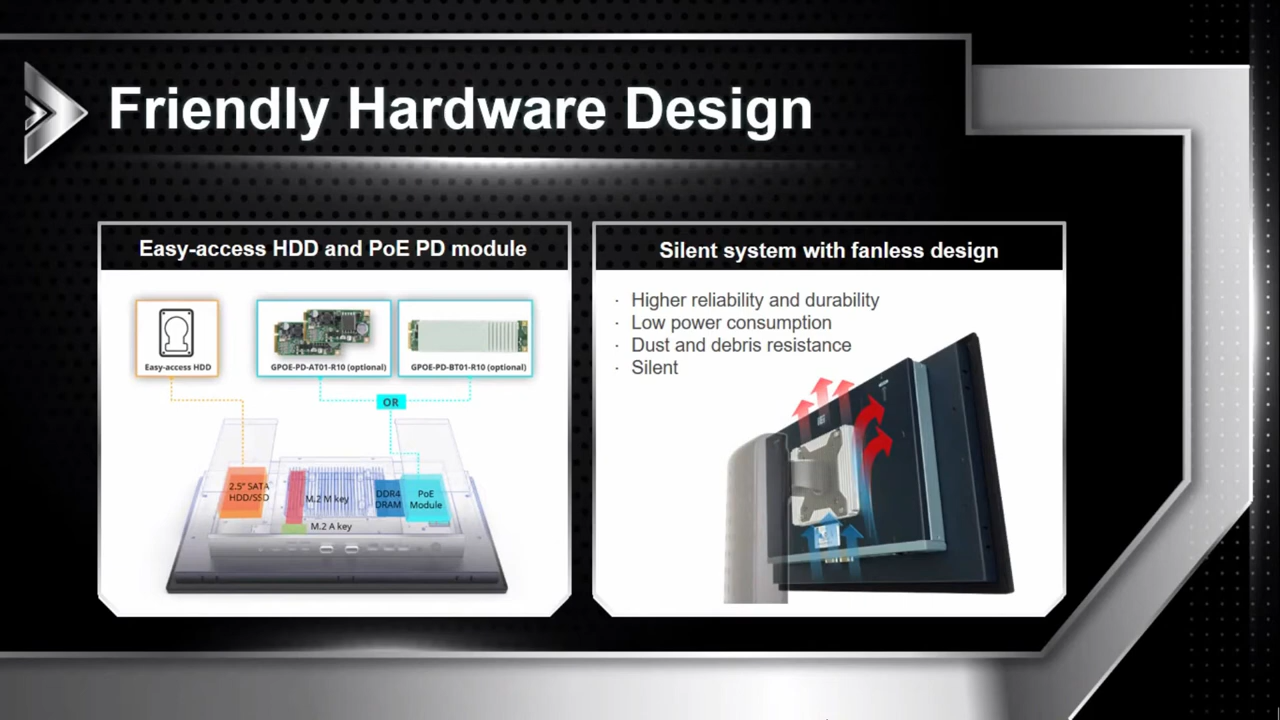 Friendly Hardware Design
Easy-access HDD and PoE PD module
Easy-access HDD
GPOE-PD-AT01-R10 (optional)
GPOE-PD-BT01-R10 (optional)
OR
2.5" SATA
HDD/SSD
M.2 M key
DDR4
DRAM
PoE
Module
M.2 A key
Silent system with fanless design
· Higher reliability and durability
· Low power consumption
· Dust and debris resistance
· Silent